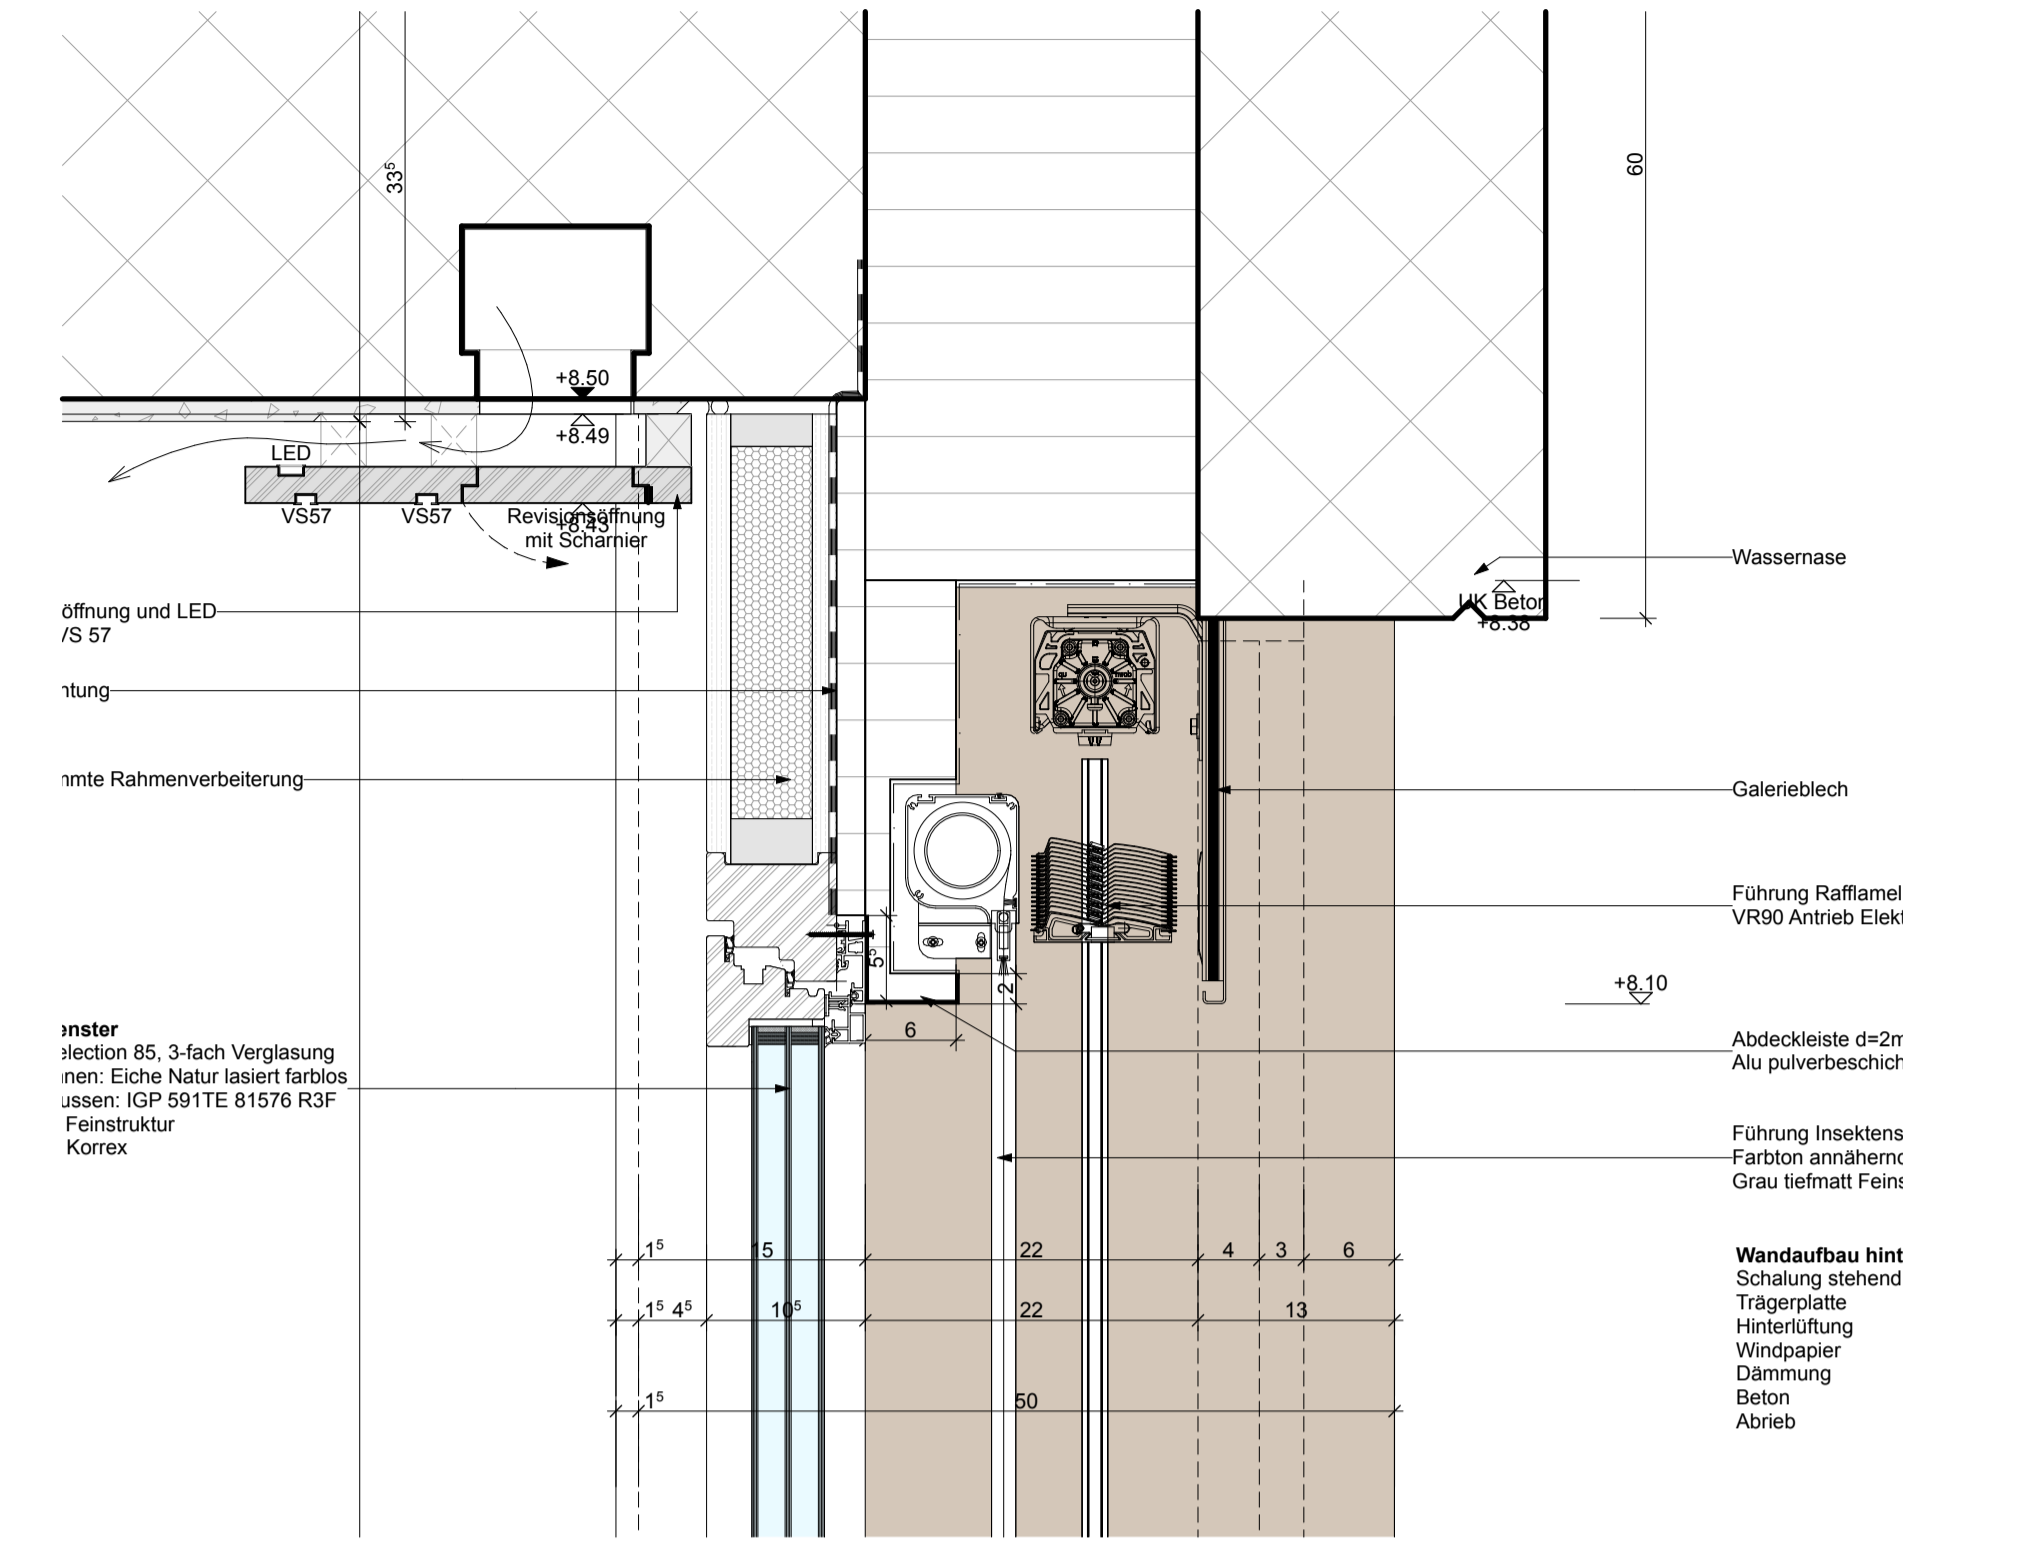 33⁵
60
+8.50
+8.49
LED
VS57
VS57
Revisionsöffnung
+8.43
mit Scharnier
Wassernase
UK Beton
+8.38
öffnung und LED
VS 57
htung
mmte Rahmenverbeiterung
qu
Galerieblech
Führung Rafflamel
VR90 Antrieb Elekt
5⁵
2
+8.10
6
enster
election 85, 3-fach Verglasung
nnen: Eiche Natur lasiert farblos
ussen: IGP 591TE 81576 R3F
Feinstruktur
Korrex
Abdeckleiste d=2m
Alu pulverbeschich
Führung Insektens
Farbton annähernd
Grau tiefmatt Feins
1⁵ 15 22 4 3 6
1⁵ 4⁵ 10⁵ 22 13
1⁵ 50
Wandaufbau hint
Schalung stehend
Trägerplatte
Hinterlüftung
Windpapier
Dämmung
Beton
Abrieb